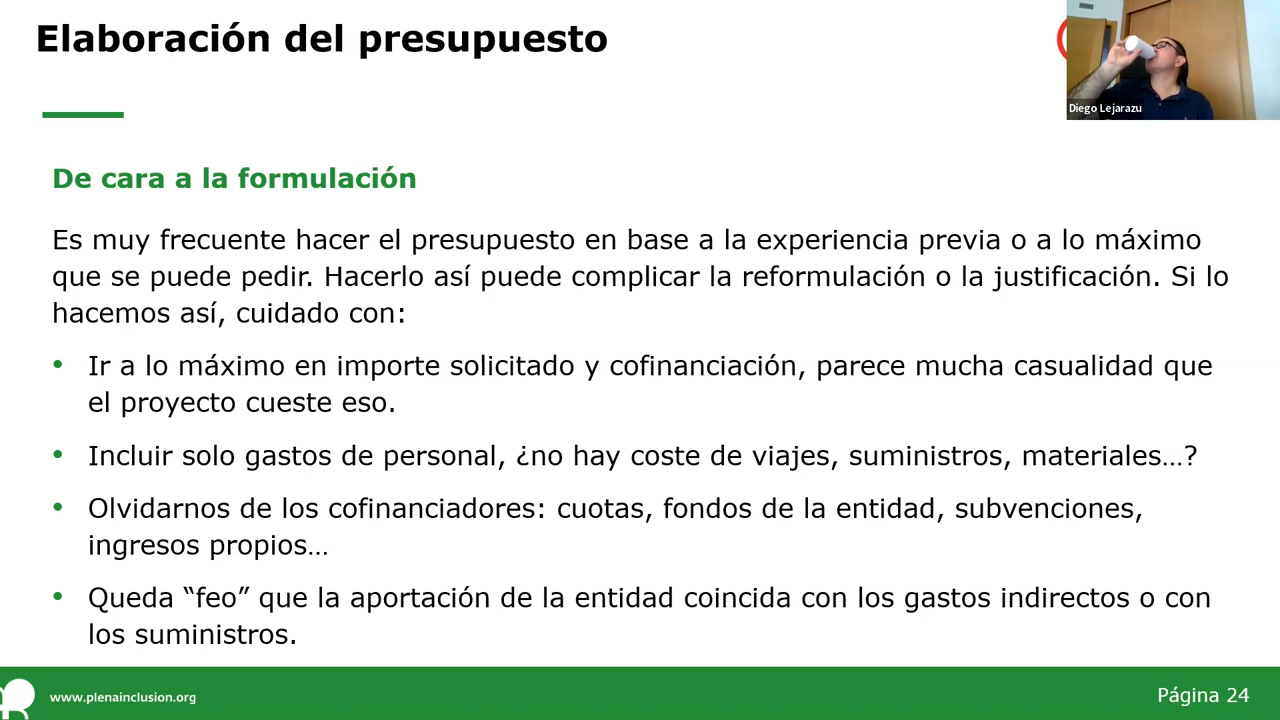 Elaboración del presupuesto
Diego Lejarazu
De cara a la formulación
Es muy frecuente hacer el presupuesto en base a la experiencia previa o a lo máximo
que se puede pedir. Hacerlo así puede complicar la reformulación o la justificación. Si lo
hacemos así, cuidado con:
• Ir a lo máximo en importe solicitado y cofinanciación, parece mucha casualidad que
el proyecto cueste eso.
• Incluir solo gastos de personal, ¿no hay coste de viajes, suministros, materiales…?
• Olvidarnos de los cofinanciadores: cuotas, fondos de la entidad, subvenciones,
ingresos propios…
• Queda “feo” que la aportación de la entidad coincida con los gastos indirectos o con
los suministros.
www.plenainclusion.org
Página 24